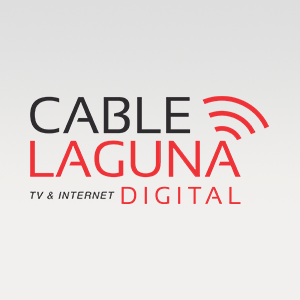 CABLE
LAGUNA
TV & INTERNET DIGITAL